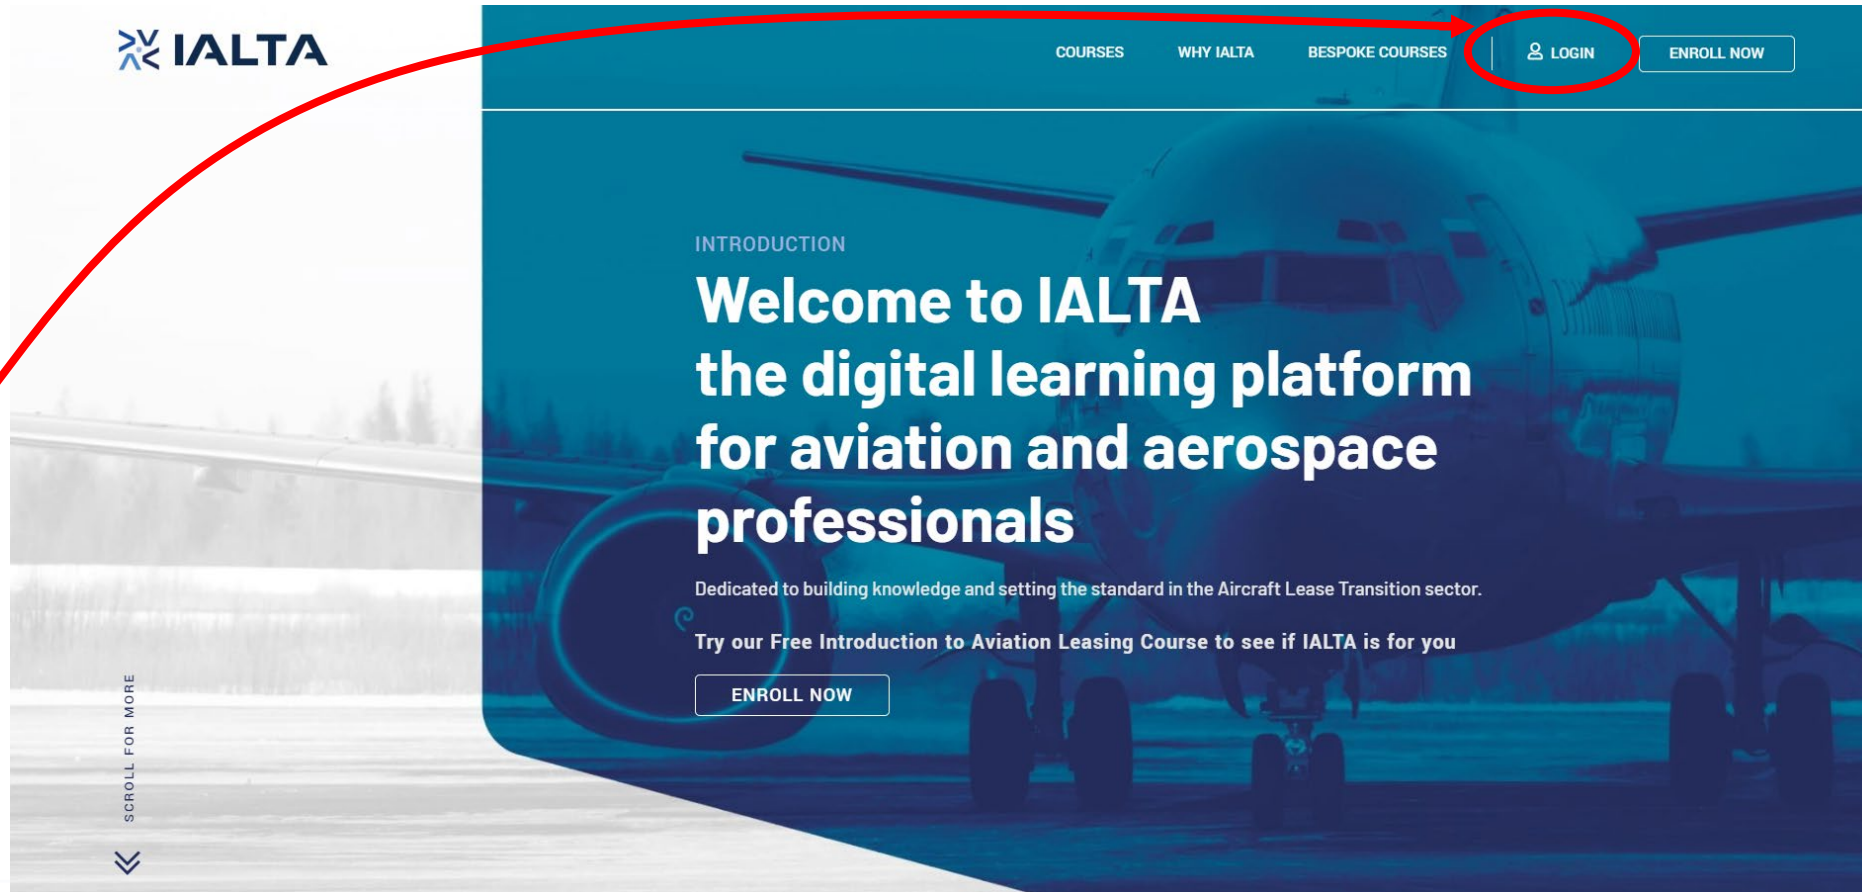 IALTA
COURSES
WHY IALTA
BESPOKE COURSES
LOGIN
ENROLL NOW
INTRODUCTION
Welcome to IALTA
the digital learning platform
for aviation and aerospace
professionals
Dedicated to building knowledge and setting the standard in the Aircraft Lease Transition sector.
Try our Free Introduction to Aviation Leasing Course to see if IALTA is for you
ENROLL NOW
SCROLL FOR MORE